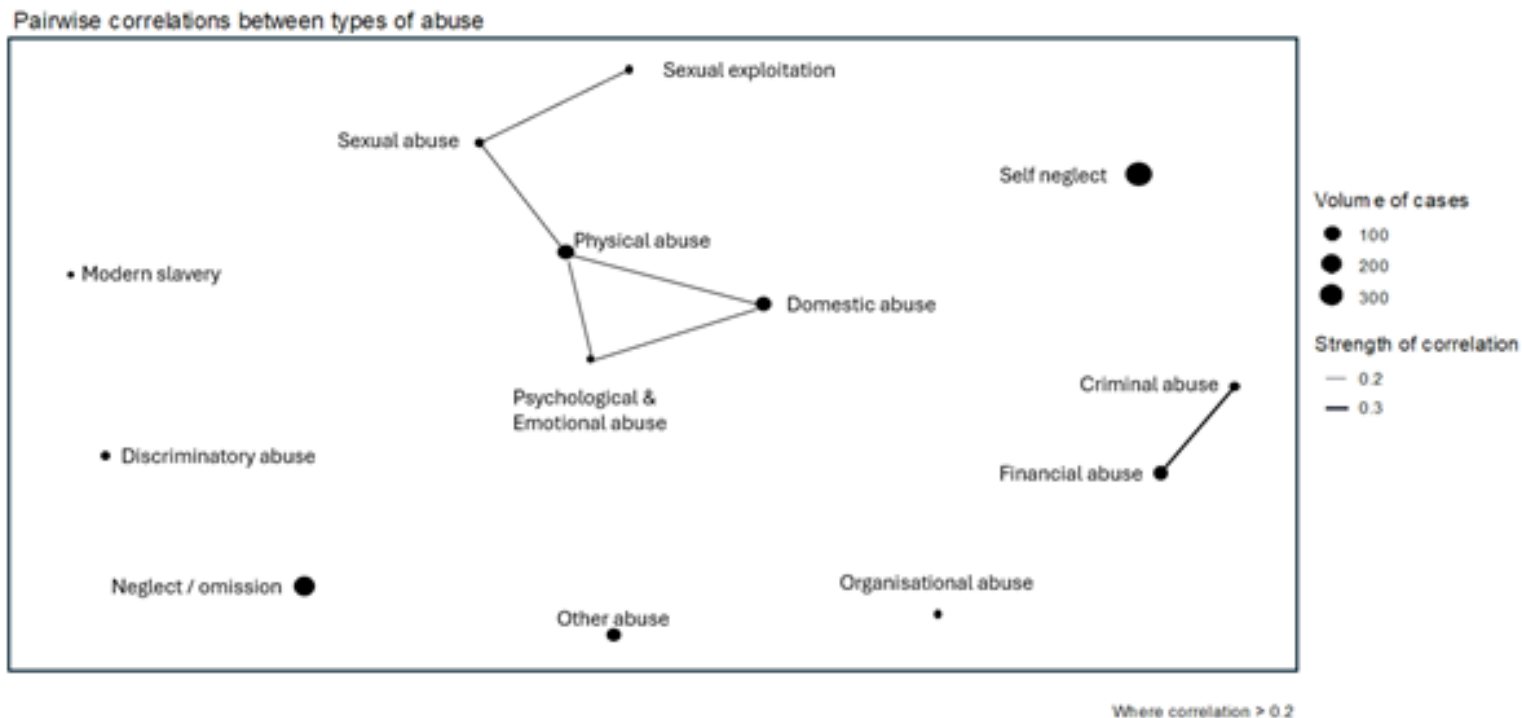 Pairwise correlations between types of abuse
Sexual exploitation
Sexual abuse
Self neglect
Physical abuse
Modern slavery
Domestic abuse
Psychological &
Emotional abuse
Criminal abuse
Discriminatory abuse
Financial abuse
Neglect / omission
Organisational abuse
Other abuse
Volume of cases
100
200
300
Strength of correlation
0.2
0.3
Where correlation > 0.2